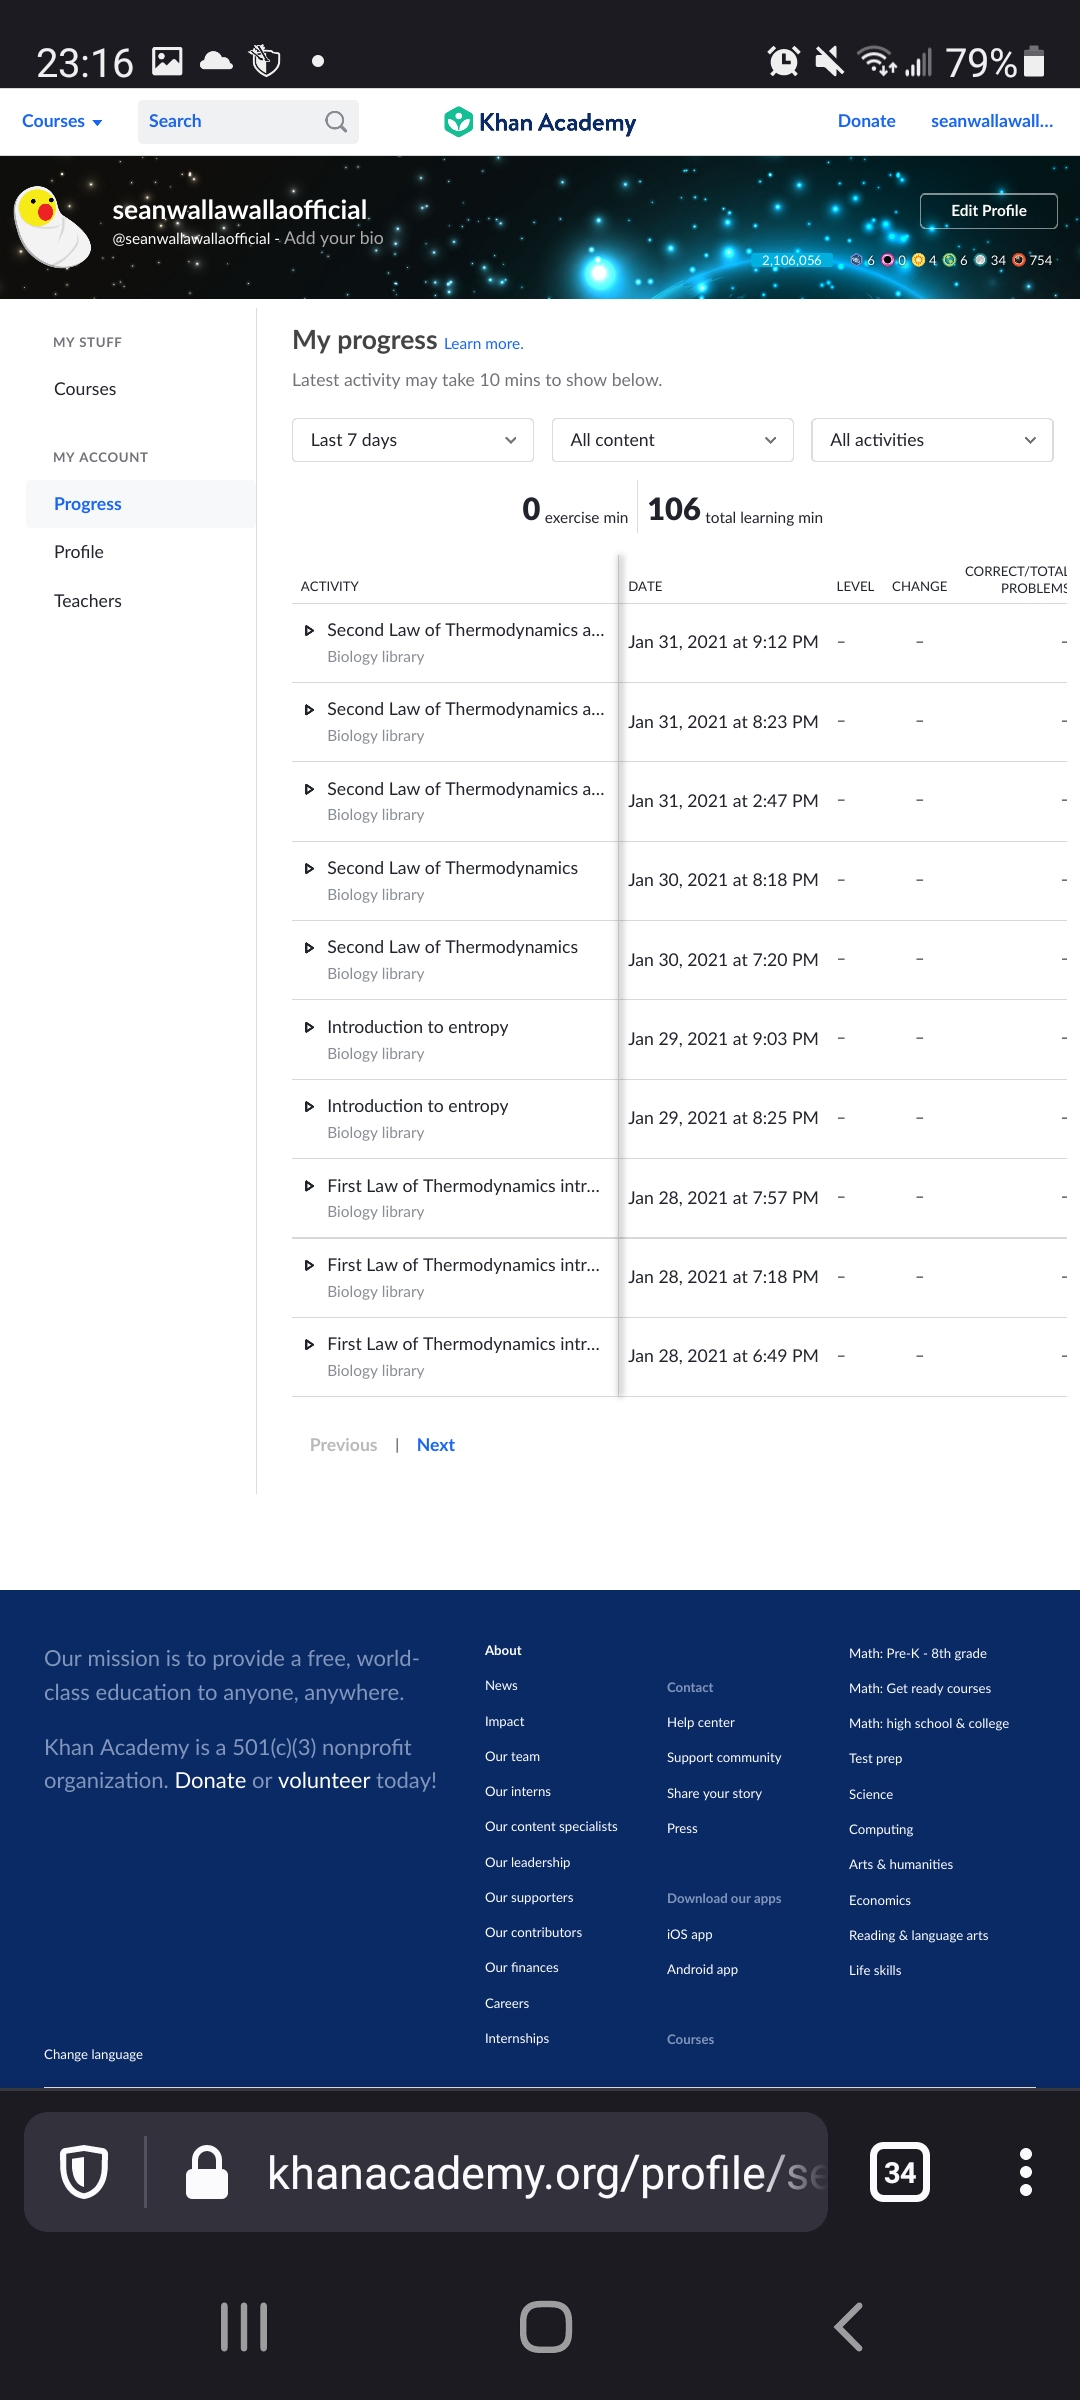 23:16
79%
Courses
Search
Khan Academy
Donate
seanwallawall...
seanwallawallaofficial
@seanwallawallaofficial - Add your bio
Edit Profile
2,106,056 6 0 4 6 34 754
MY STUFF
Courses
MY ACCOUNT
Progress
Profile
Teachers
My progress Learn more.
Latest activity may take 10 mins to show below.
Last 7 days
All content
All activities
0 exercise min
106 total learning min
ACTIVITY DATE LEVEL CHANGE CORRECT/TOTAL PROBLEMS
Second Law of Thermodynamics a...
Biology library
Jan 31, 2021 at 9:12 PM – – –
Second Law of Thermodynamics a...
Biology library
Jan 31, 2021 at 8:23 PM – – –
Second Law of Thermodynamics a...
Biology library
Jan 31, 2021 at 2:47 PM – – –
Second Law of Thermodynamics
Biology library
Jan 30, 2021 at 8:18 PM – – –
Second Law of Thermodynamics
Biology library
Jan 30, 2021 at 7:20 PM – – –
Introduction to entropy
Biology library
Jan 29, 2021 at 9:03 PM – – –
Introduction to entropy
Biology library
Jan 29, 2021 at 8:25 PM – – –
First Law of Thermodynamics intr...
Biology library
Jan 28, 2021 at 7:57 PM – – –
First Law of Thermodynamics intr...
Biology library
Jan 28, 2021 at 7:18 PM – – –
First Law of Thermodynamics intr...
Biology library
Jan 28, 2021 at 6:49 PM – – –
Previous | Next
Our mission is to provide a free, world-
class education to anyone, anywhere.
Khan Academy is a 501(c)(3) nonprofit
organization. Donate or volunteer today!
Change language
About
News
Impact
Our team
Our interns
Our content specialists
Our leadership
Our supporters
Our contributors
Our finances
Careers
Internships
Contact
Help center
Support community
Share your story
Press
Download our apps
iOS app
Android app
Courses
Math: Pre-K - 8th grade
Math: Get ready courses
Math: high school & college
Test prep
Science
Computing
Arts & humanities
Economics
Reading & language arts
Life skills
khanacademy.org/profile/se
34